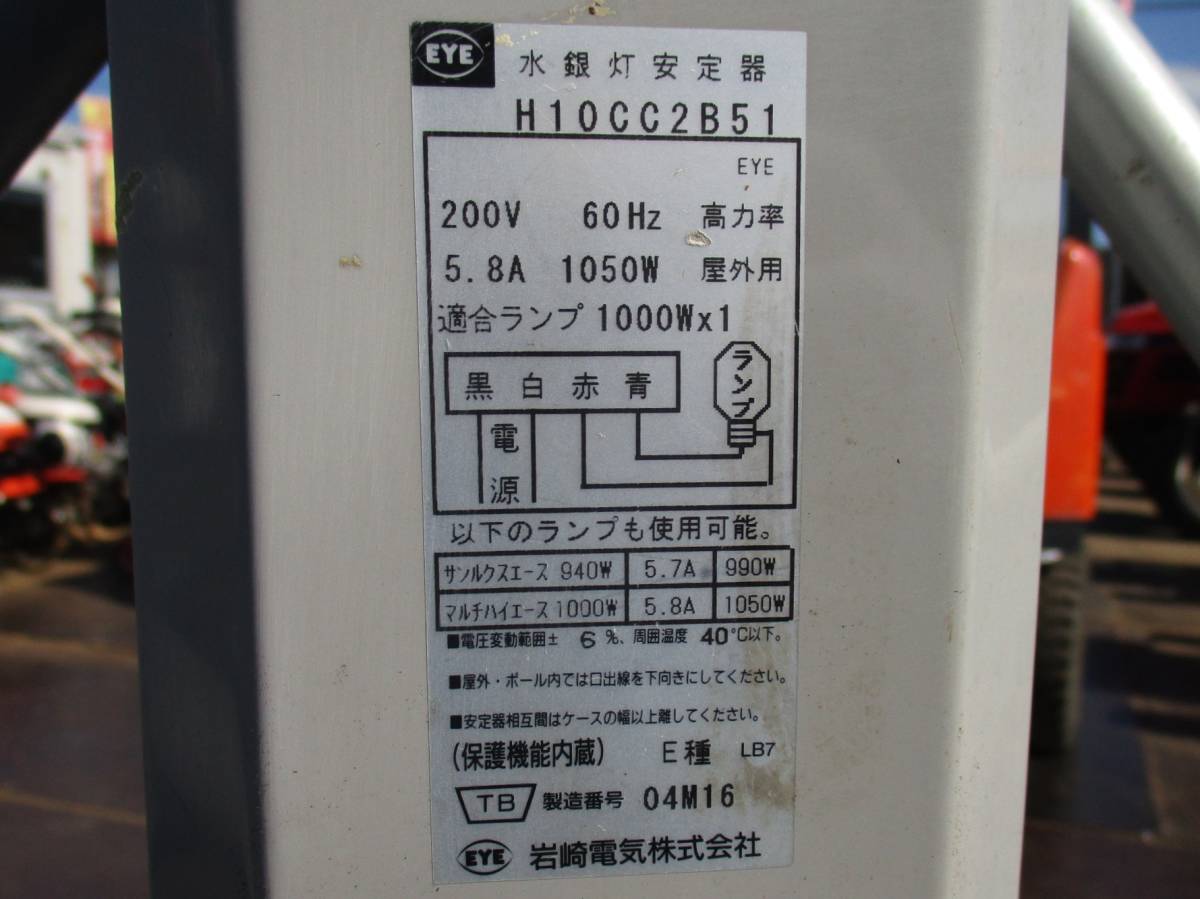 EYE 水銀灯安定器
H10CC2B51
EYE
200V 60Hz 高力率
5.8A 1050W 屋外用
適合ランプ 1000Wx1
黒 白 赤 青
ランプ
電源
以下のランプも使用可能。
サンルクスエース 940W 5.7A 990W
マルチハイエース 1000W 5.8A 1050W
■電圧変動範囲± 6 %、周囲温度 40℃以下。
■屋外・ポール内では口出線を下向きにしてください。
■安定器相互間はケースの幅以上離してください。
(保護機能内蔵) E種 LB7
TB 製造番号 04M16
EYE 岩崎電気株式会社